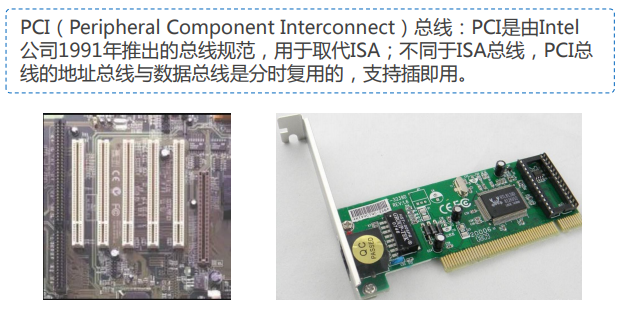 PCI（Peripheral Component Interconnect）总线：PCI是由Intel
公司1991年推出的总线规范，用于取代ISA；不同于ISA总线，PCI总
线的地址总线与数据总线是分时复用的，支持插即用。
QC
PASSED